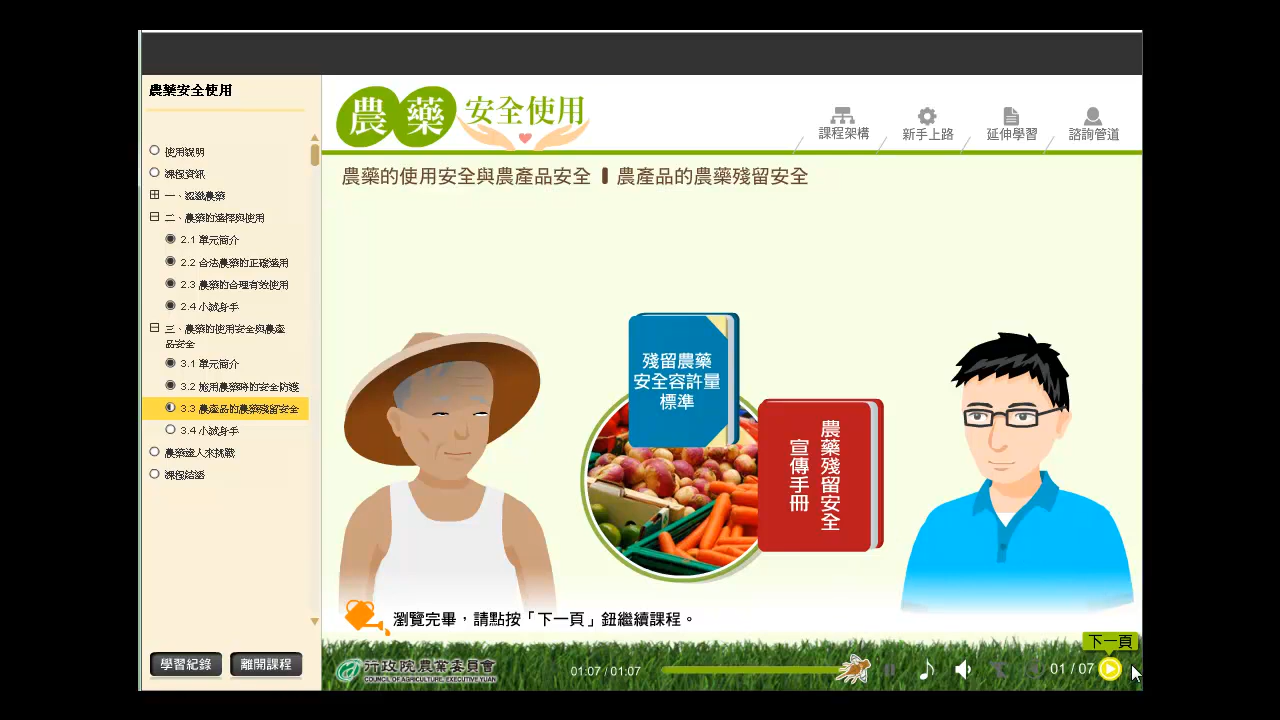 農藥安全使用
使用說明
課程資訊
一、認識農藥
二、農藥的選擇與使用
2.1 單元簡介
2.2 合法農藥的正確選用
2.3 農藥的合理有效使用
2.4 小試身手
三、農藥的使用安全與農產
品安全
3.1 單元簡介
3.2 施用農藥時的安全防護
3.3 農產品的農藥殘留安全
3.4 小試身手
農藥達人來挑戰
課程結語
學習紀錄
離開課程
農藥 安全使用
課程架構
新手上路
延伸學習
諮詢管道
農藥的使用安全與農產品安全 農產品的農藥殘留安全
殘留農藥
安全容許量
標準
農藥殘留安全
宣傳手冊
瀏覽完畢，請點按「下一頁」鈕繼續課程。
下一頁
行政院農業委員會
COUNCIL OF AGRICULTURE, EXECUTIVE YUAN
01:07 / 01:07
01 / 07